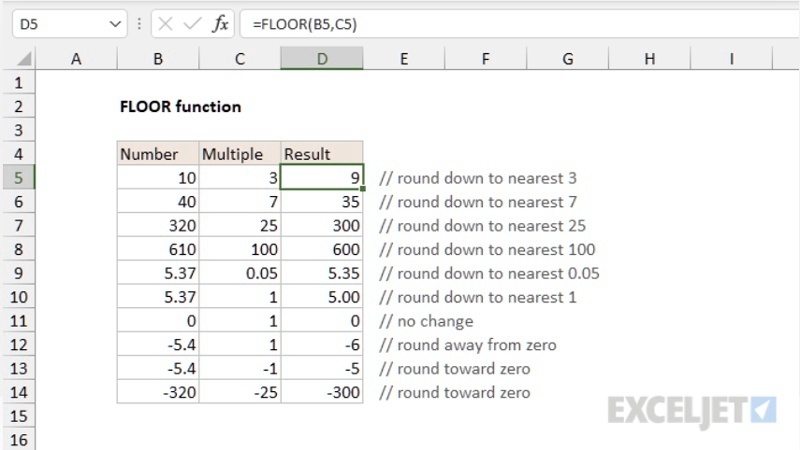 D5 fx =FLOOR(B5,C5)
A B C D E F G H I
1
2 FLOOR function
3
4 Number Multiple Result
5 10 3 9 // round down to nearest 3
6 40 7 35 // round down to nearest 7
7 320 25 300 // round down to nearest 25
8 610 100 600 // round down to nearest 100
9 5.37 0.05 5.35 // round down to nearest 0.05
10 5.37 1 5.00 // round down to nearest 1
11 0 1 0 // no change
12 -5.4 1 -6 // round away from zero
13 -5.4 -1 -5 // round toward zero
14 -320 -25 -300 // round toward zero
15
16
EXCELJET